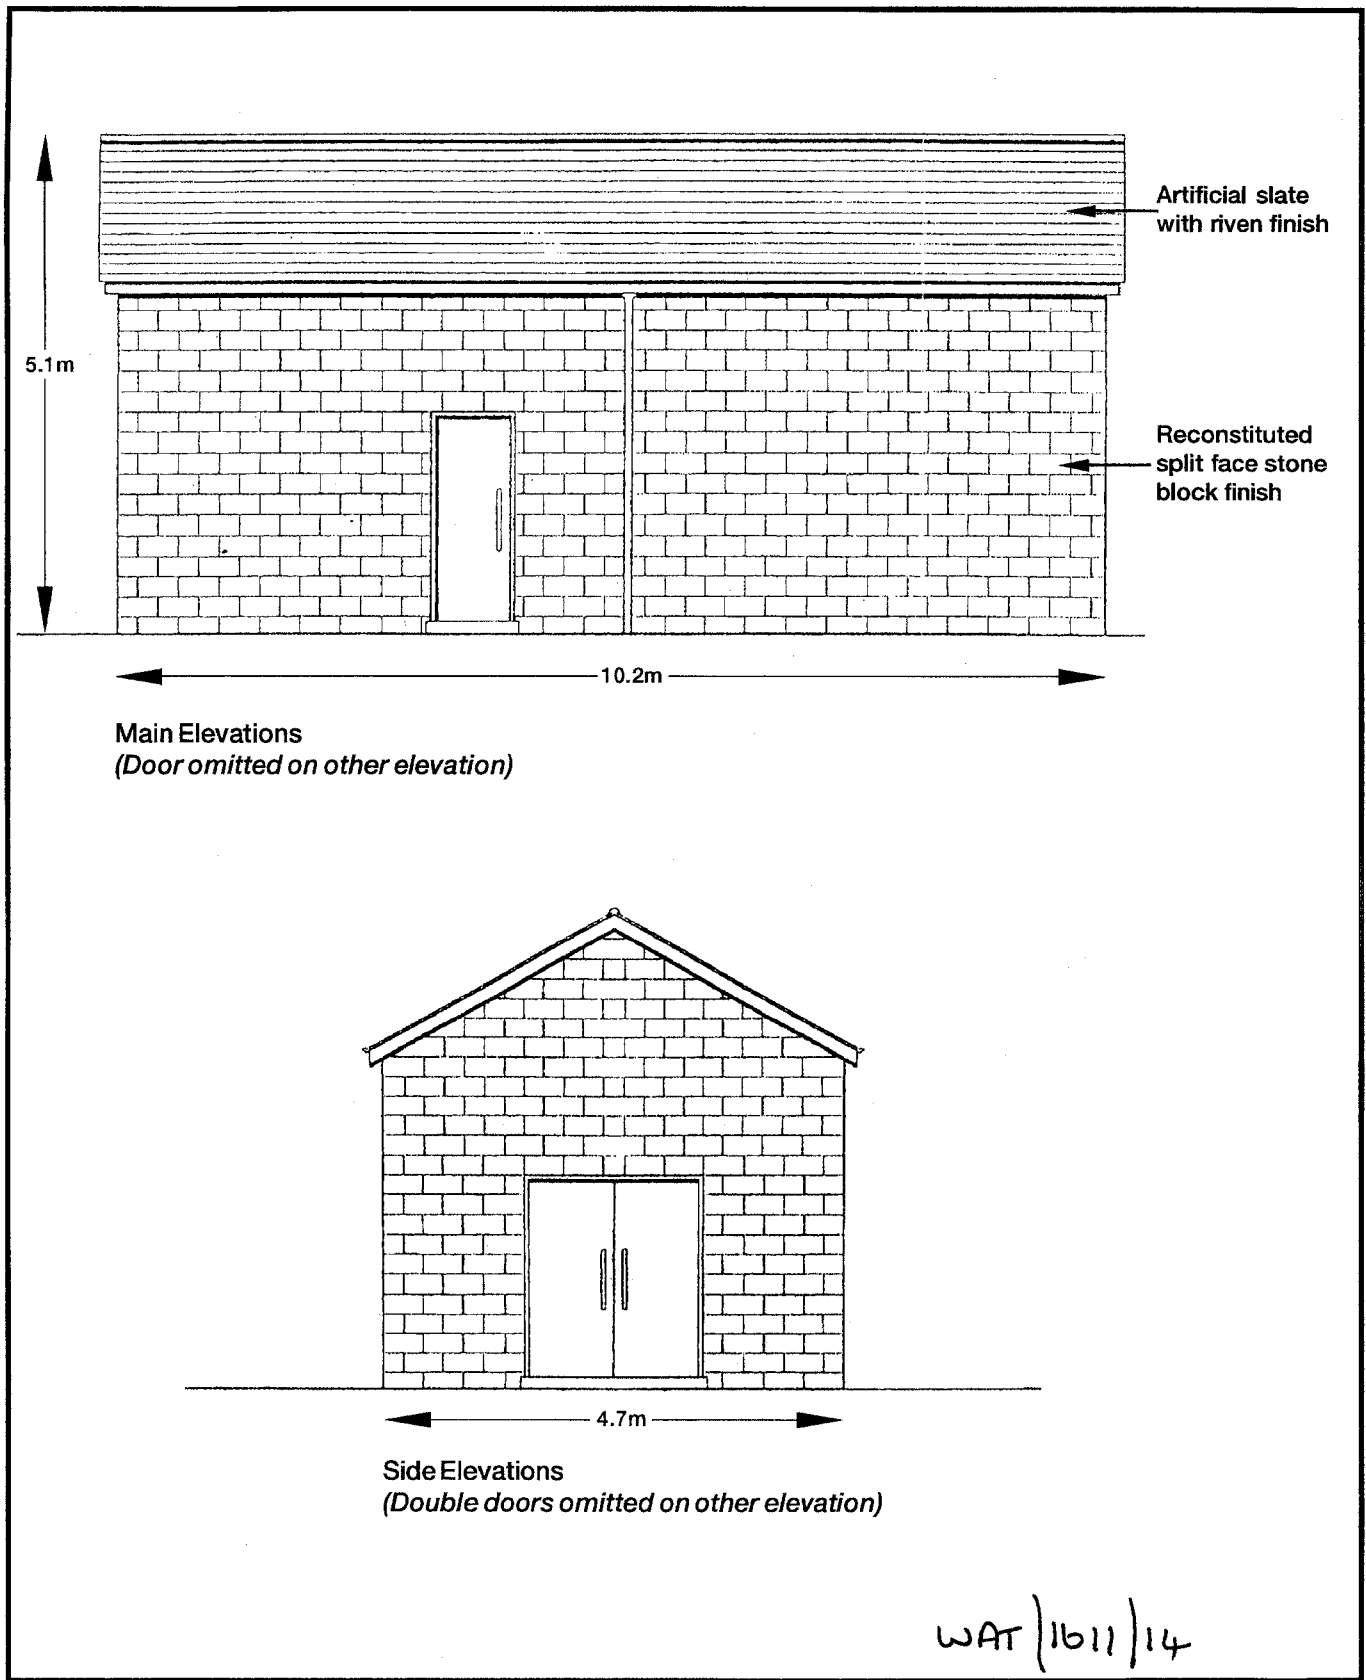 Artificial slate
with riven finish
5.1m
Reconstituted
split face stone
block finish
10.2m
Main Elevations
(Door omitted on other elevation)
4.7m
Side Elevations
(Double doors omitted on other elevation)
WAT/1611/14